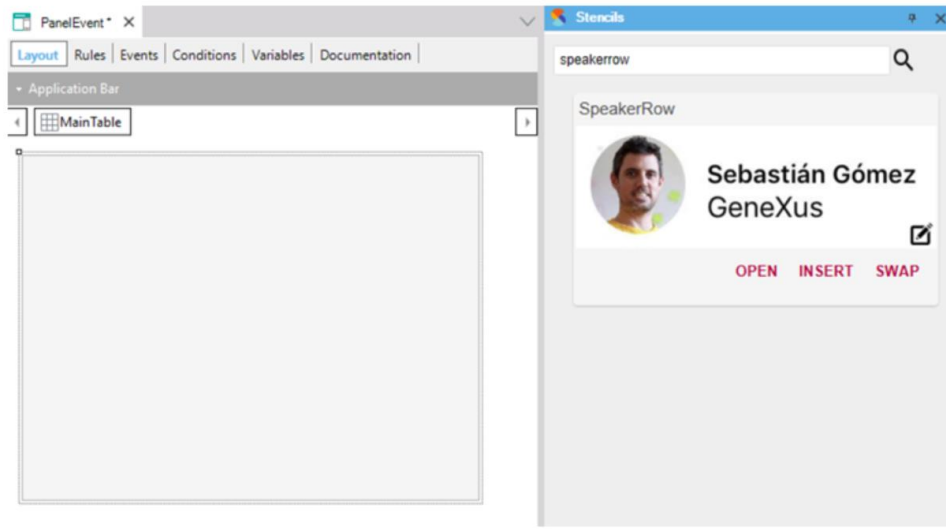 PanelEvent *
Layout Rules Events Conditions Variables Documentation
Application Bar
MainTable
Stencils
speakerrow
SpeakerRow
Sebastián Gómez
GeneXus
OPEN INSERT SWAP